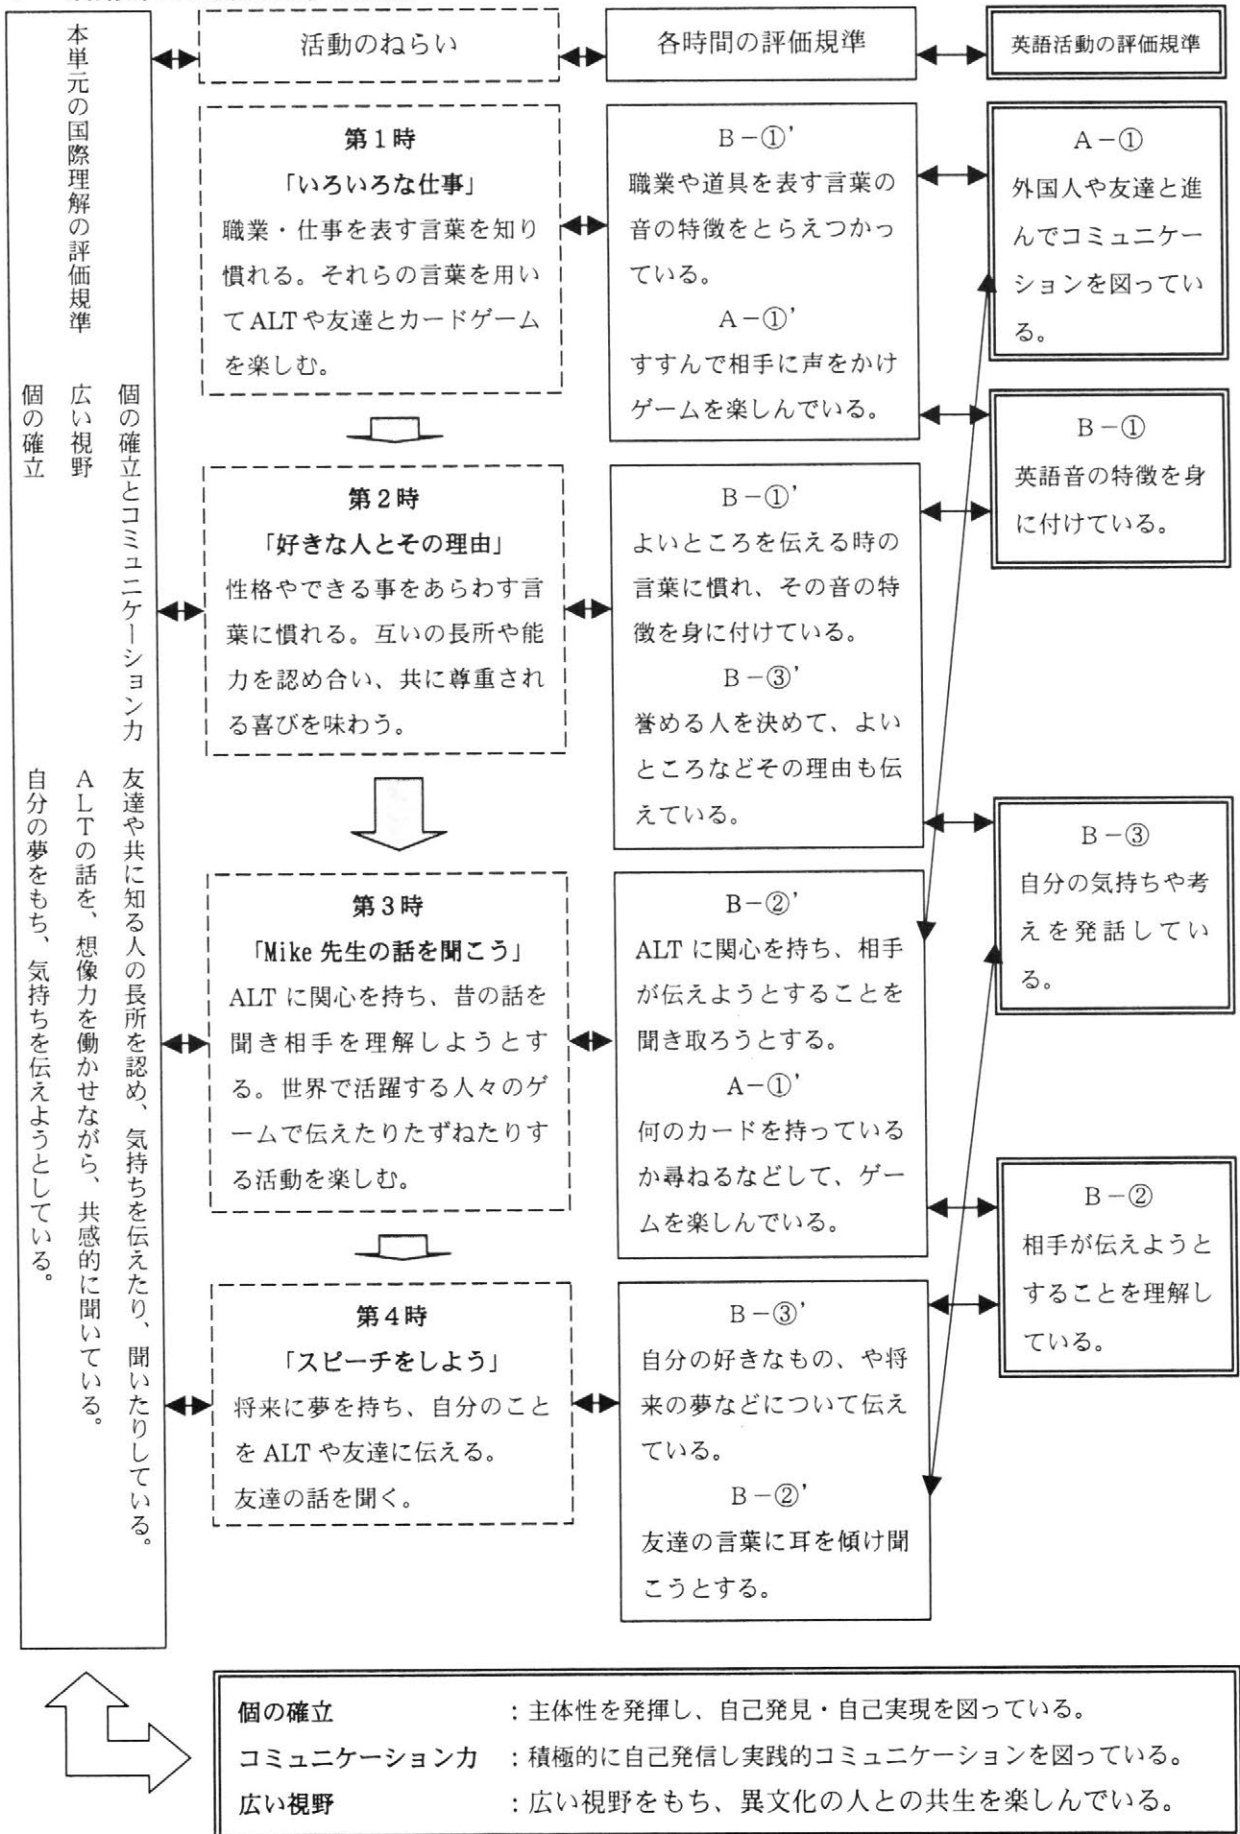 本単元の国際理解の評価規準
個の確立とコミュニケーション力　友達や共に知る人の長所を認め、気持ちを伝えたり、聞いたりしている。
広い視野　ALTの話を、想像力を働かせながら、共感的に聞いている。
個の確立　自分の夢をもち、気持ちを伝えようとしている。
活動のねらい
各時間の評価規準
英語活動の評価規準
第1時
「いろいろな仕事」
職業・仕事を表す言葉を知り
慣れる。それらの言葉を用い
てALTや友達とカードゲーム
を楽しむ。
B－①’
職業や道具を表す言葉の
音の特徴をとらえつかっ
ている。
A－①’
すすんで相手に声をかけ
ゲームを楽しんでいる。
A－①
外国人や友達と進
んでコミュニケー
ションを図ってい
る。
B－①
英語音の特徴を身
に付けている。
第2時
「好きな人とその理由」
性格やできる事をあらわす言
葉に慣れる。互いの長所や能
力を認め合い、共に尊重され
る喜びを味わう。
B－①’
よいところを伝える時の
言葉に慣れ、その音の特
徴を身に付けている。
B－③’
誉める人を決めて、よい
ところなどその理由も伝
えている。
B－③
自分の気持ちや考
えを発話してい
る。
第3時
「Mike 先生の話を聞こう」
ALT に関心を持ち、昔の話を
聞き相手を理解しようとす
る。世界で活躍する人々のゲ
ームで伝えたりたずねたりす
る活動を楽しむ。
B－②’
ALT に関心を持ち、相手
が伝えようとすることを
聞き取ろうとする。
A－①’
何のカードを持っている
か尋ねるなどして、ゲー
ムを楽しんでいる。
B－②
相手が伝えようと
することを理解し
ている。
第4時
「スピーチをしよう」
将来に夢を持ち、自分のこと
を ALT や友達に伝える。
友達の話を聞く。
B－③’
自分の好きなもの、や将
来の夢などについて伝え
ている。
B－②’
友達の言葉に耳を傾け聞
こうとする。
個の確立　：主体性を発揮し、自己発見・自己実現を図っている。
コミュニケーション力　：積極的に自己発信し実践的コミュニケーションを図っている。
広い視野　：広い視野をもち、異文化の人との共生を楽しんでいる。